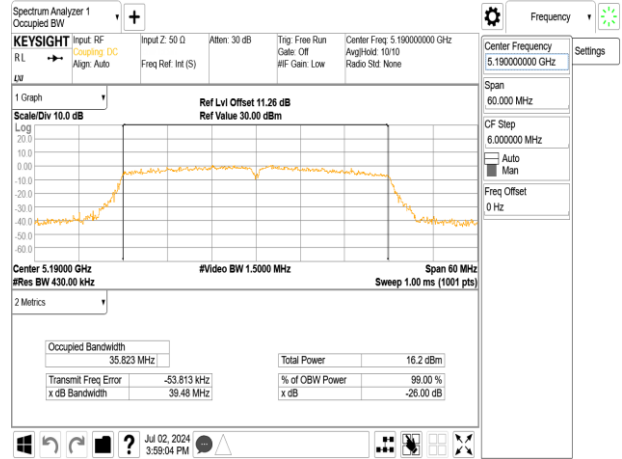 Spectrum Analyzer 1
Occupied BW
Frequency
KEYSIGHT
Input: RF
Coupling: DC
Align: Auto
Input Z: 50 Ω
Freq Ref: Int (S)
Atten: 30 dB
Trig: Free Run
Gate: Off
#IF Gain: Low
Center Freq: 5.190000000 GHz
Avg|Hold: 10/10
Radio Std: None
RL
LXI
Center Frequency
5.190000000 GHz
Settings
Span
60.000 MHz
CF Step
6.000000 MHz
Auto
Man
Freq Offset
0 Hz
1 Graph
Scale/Div 10.0 dB
Ref Lvl Offset 11.26 dB
Ref Value 30.00 dBm
Log
20.0
10.0
0.00
-10.0
-20.0
-30.0
-40.0
-50.0
-60.0
Center 5.19000 GHz
#Res BW 430.00 kHz
#Video BW 1.5000 MHz
Span 60 MHz
Sweep 1.00 ms (1001 pts)
2 Metrics
Occupied Bandwidth
35.823 MHz
Total Power 16.2 dBm
Transmit Freq Error -53.813 kHz
% of OBW Power 99.00 %
x dB Bandwidth 39.48 MHz
x dB -26.00 dB
?
Jul 02, 2024
3:59:04 PM